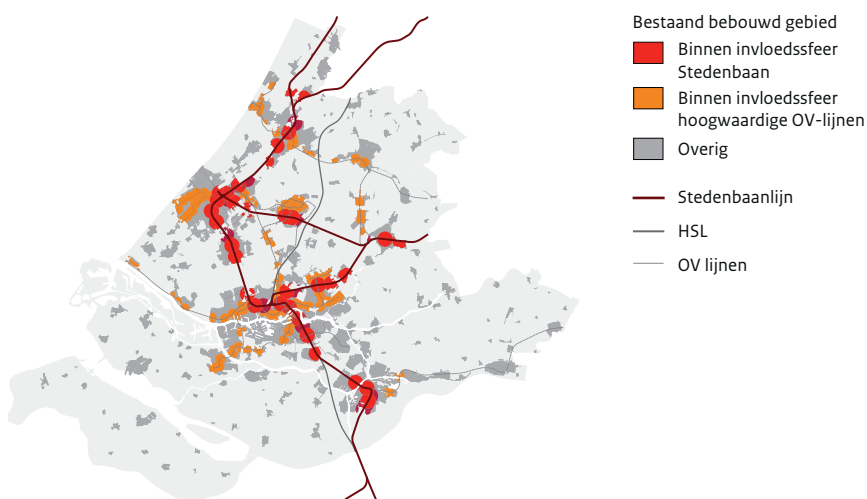 Bestaand bebouwd gebied
Binnen invloedssfeer
Stedenbaan
Binnen invloedssfeer
hoogwaardige OV-lijnen
Overig
Stedenbaanlijn
HSL
OV lijnen